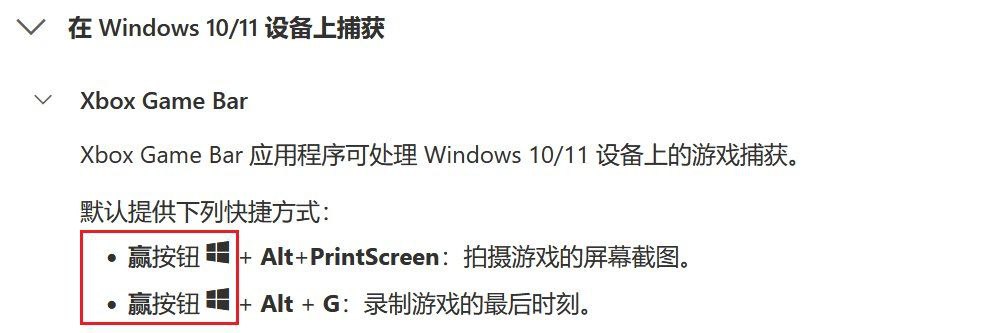 在 Windows 10/11 设备上捕获
Xbox Game Bar
Xbox Game Bar 应用程序可处理 Windows 10/11 设备上的游戏捕获。
默认提供下列快捷方式：
• 赢按钮 + Alt+PrintScreen：拍摄游戏的屏幕截图。
• 赢按钮 + Alt + G：录制游戏的最后时刻。